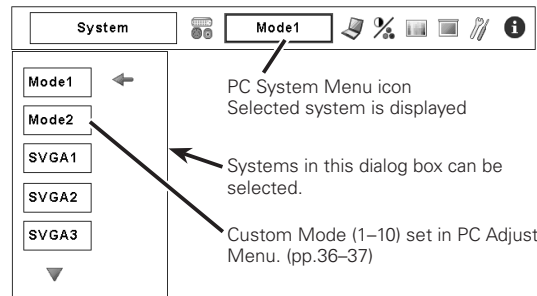 System
Mode1
Mode1
Mode2
SVGA1
SVGA2
SVGA3
PC System Menu icon
Selected system is displayed
Systems in this dialog box can be
selected.
Custom Mode (1–10) set in PC Adjust
Menu. (pp.36–37)